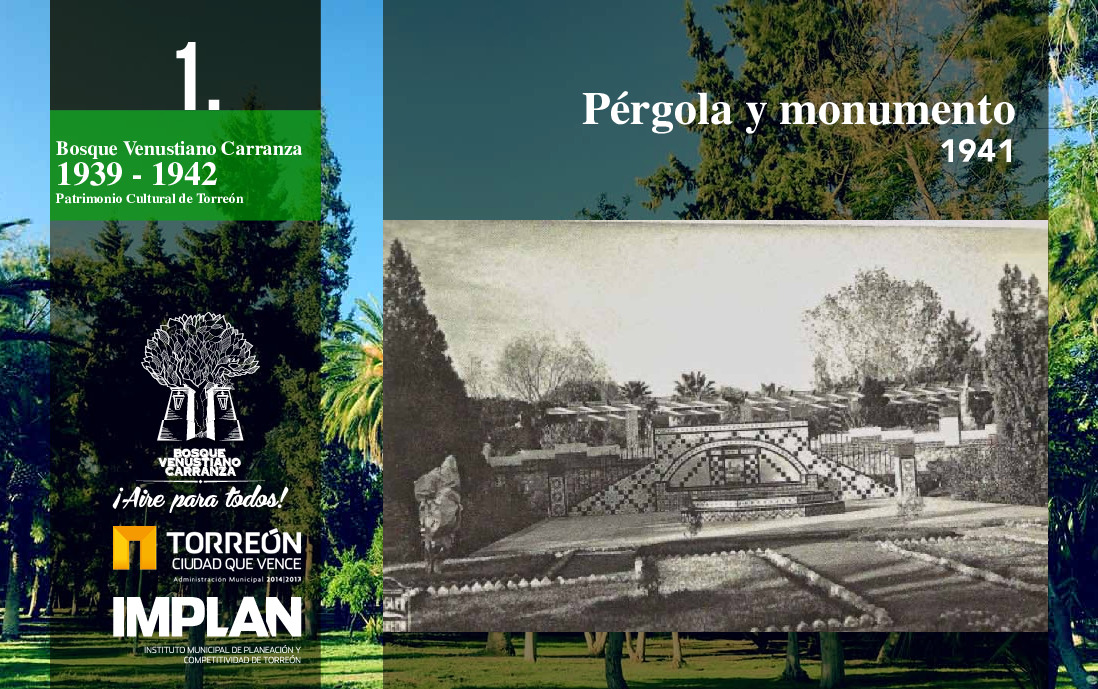 1.
Bosque Venustiano Carranza
1939 - 1942
Patrimonio Cultural de Torreón
BOSQUE
VENUSTIANO
CARRANZA
¡Aire para todos!
TORREÓN
CIUDAD QUE VENCE
Administración Municipal 2014|2017
IMPLAN
INSTITUTO MUNICIPAL DE PLANEACIÓN Y
COMPETITIVIDAD DE TORREÓN
Pérgola y monumento
1941